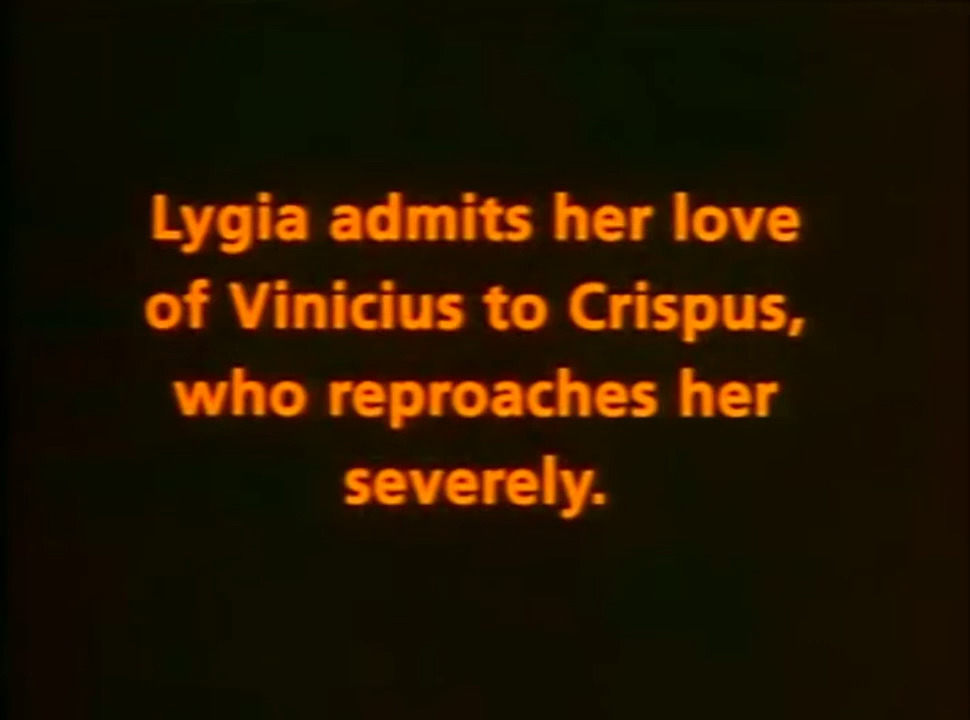 Lygia admits her love
of Vinicius to Crispus,
who reproaches her
severely.